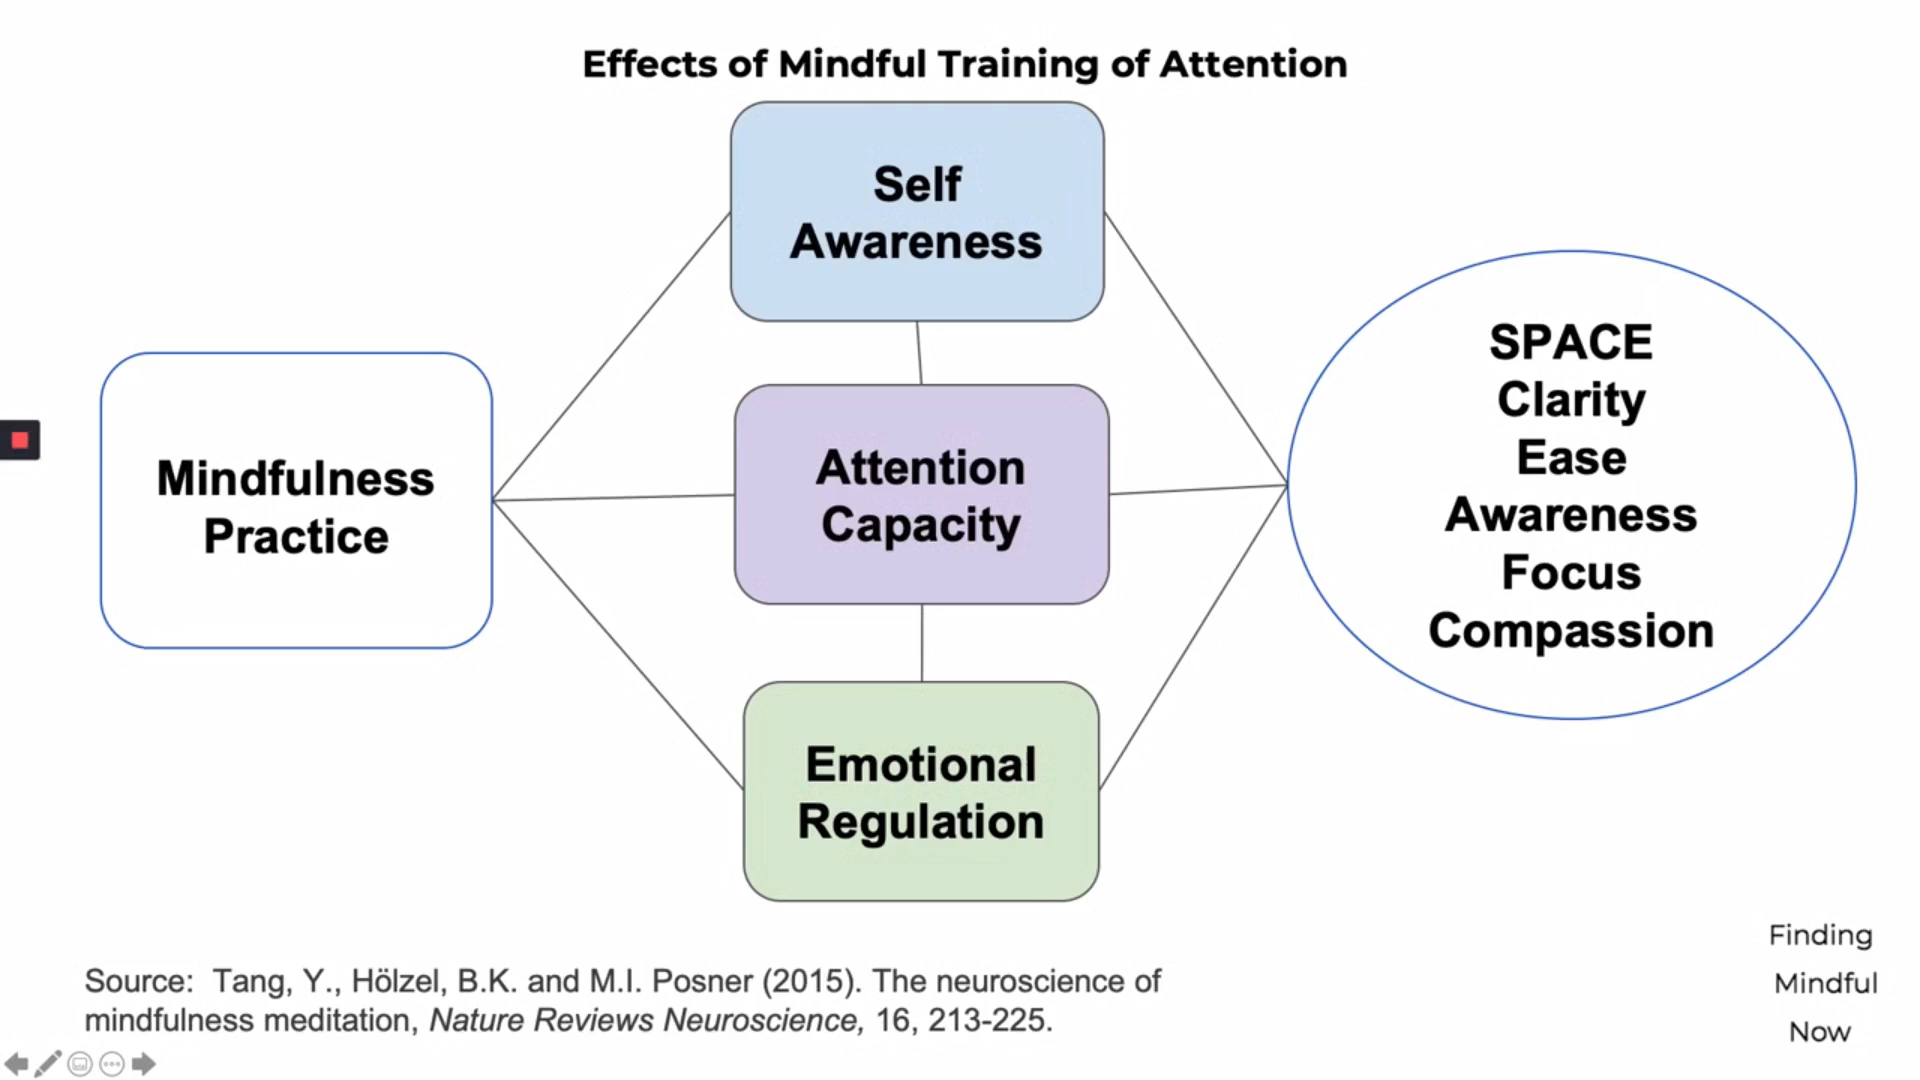 Effects of Mindful Training of Attention
Self
Awareness
Mindfulness
Practice
Attention
Capacity
Emotional
Regulation
SPACE
Clarity
Ease
Awareness
Focus
Compassion
Source:  Tang, Y., Hölzel, B.K. and M.I. Posner (2015). The neuroscience of
mindfulness meditation, Nature Reviews Neuroscience, 16, 213-225.
Finding
Mindful
Now